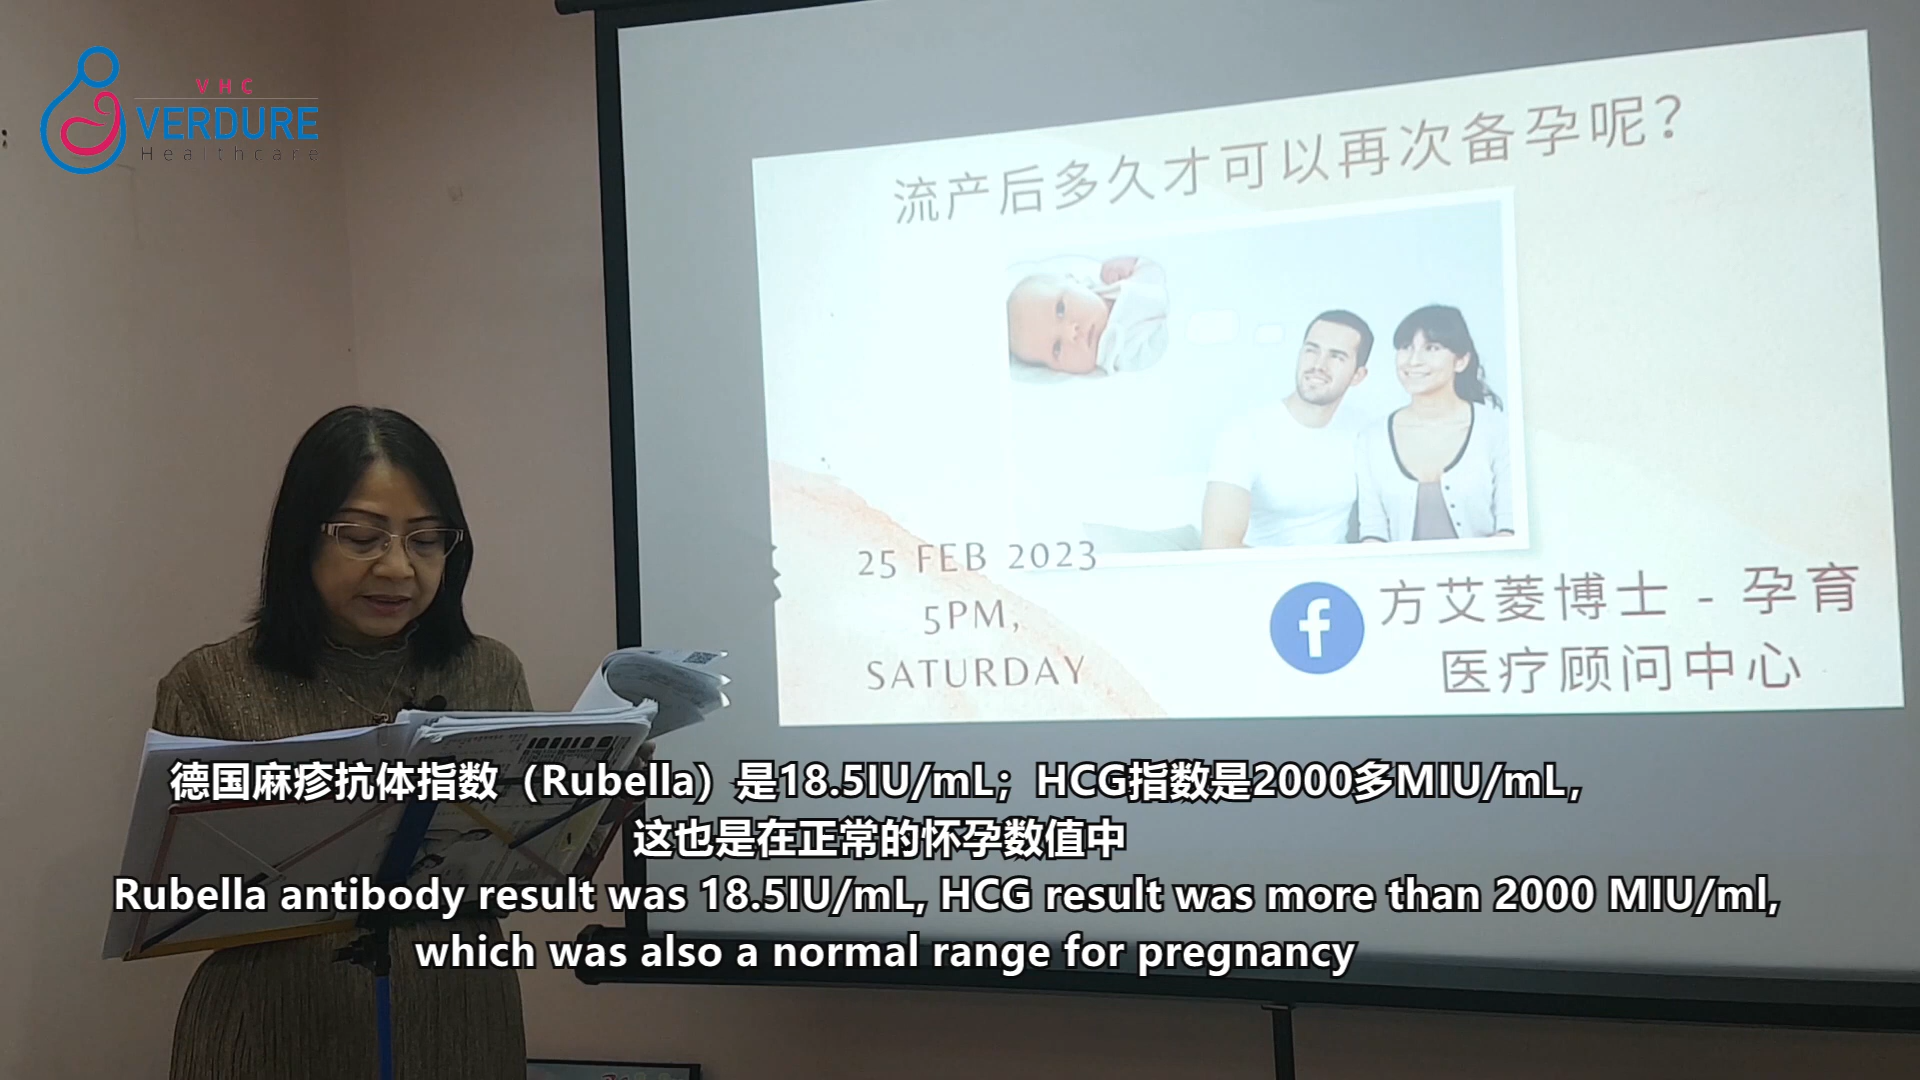 VHC
VERDURE
Healthcare
流产后多久才可以再次备孕呢?
25 FEB 2023
5PM,
SATURDAY
f
方艾菱博士 - 孕育
医疗顾问中心
德国麻疹抗体指数（Rubella）是18.5IU/mL；HCG指数是2000多MIU/mL，
这也是在正常的怀孕数值中
Rubella antibody result was 18.5IU/mL, HCG result was more than 2000 MIU/ml,
which was also a normal range for pregnancy